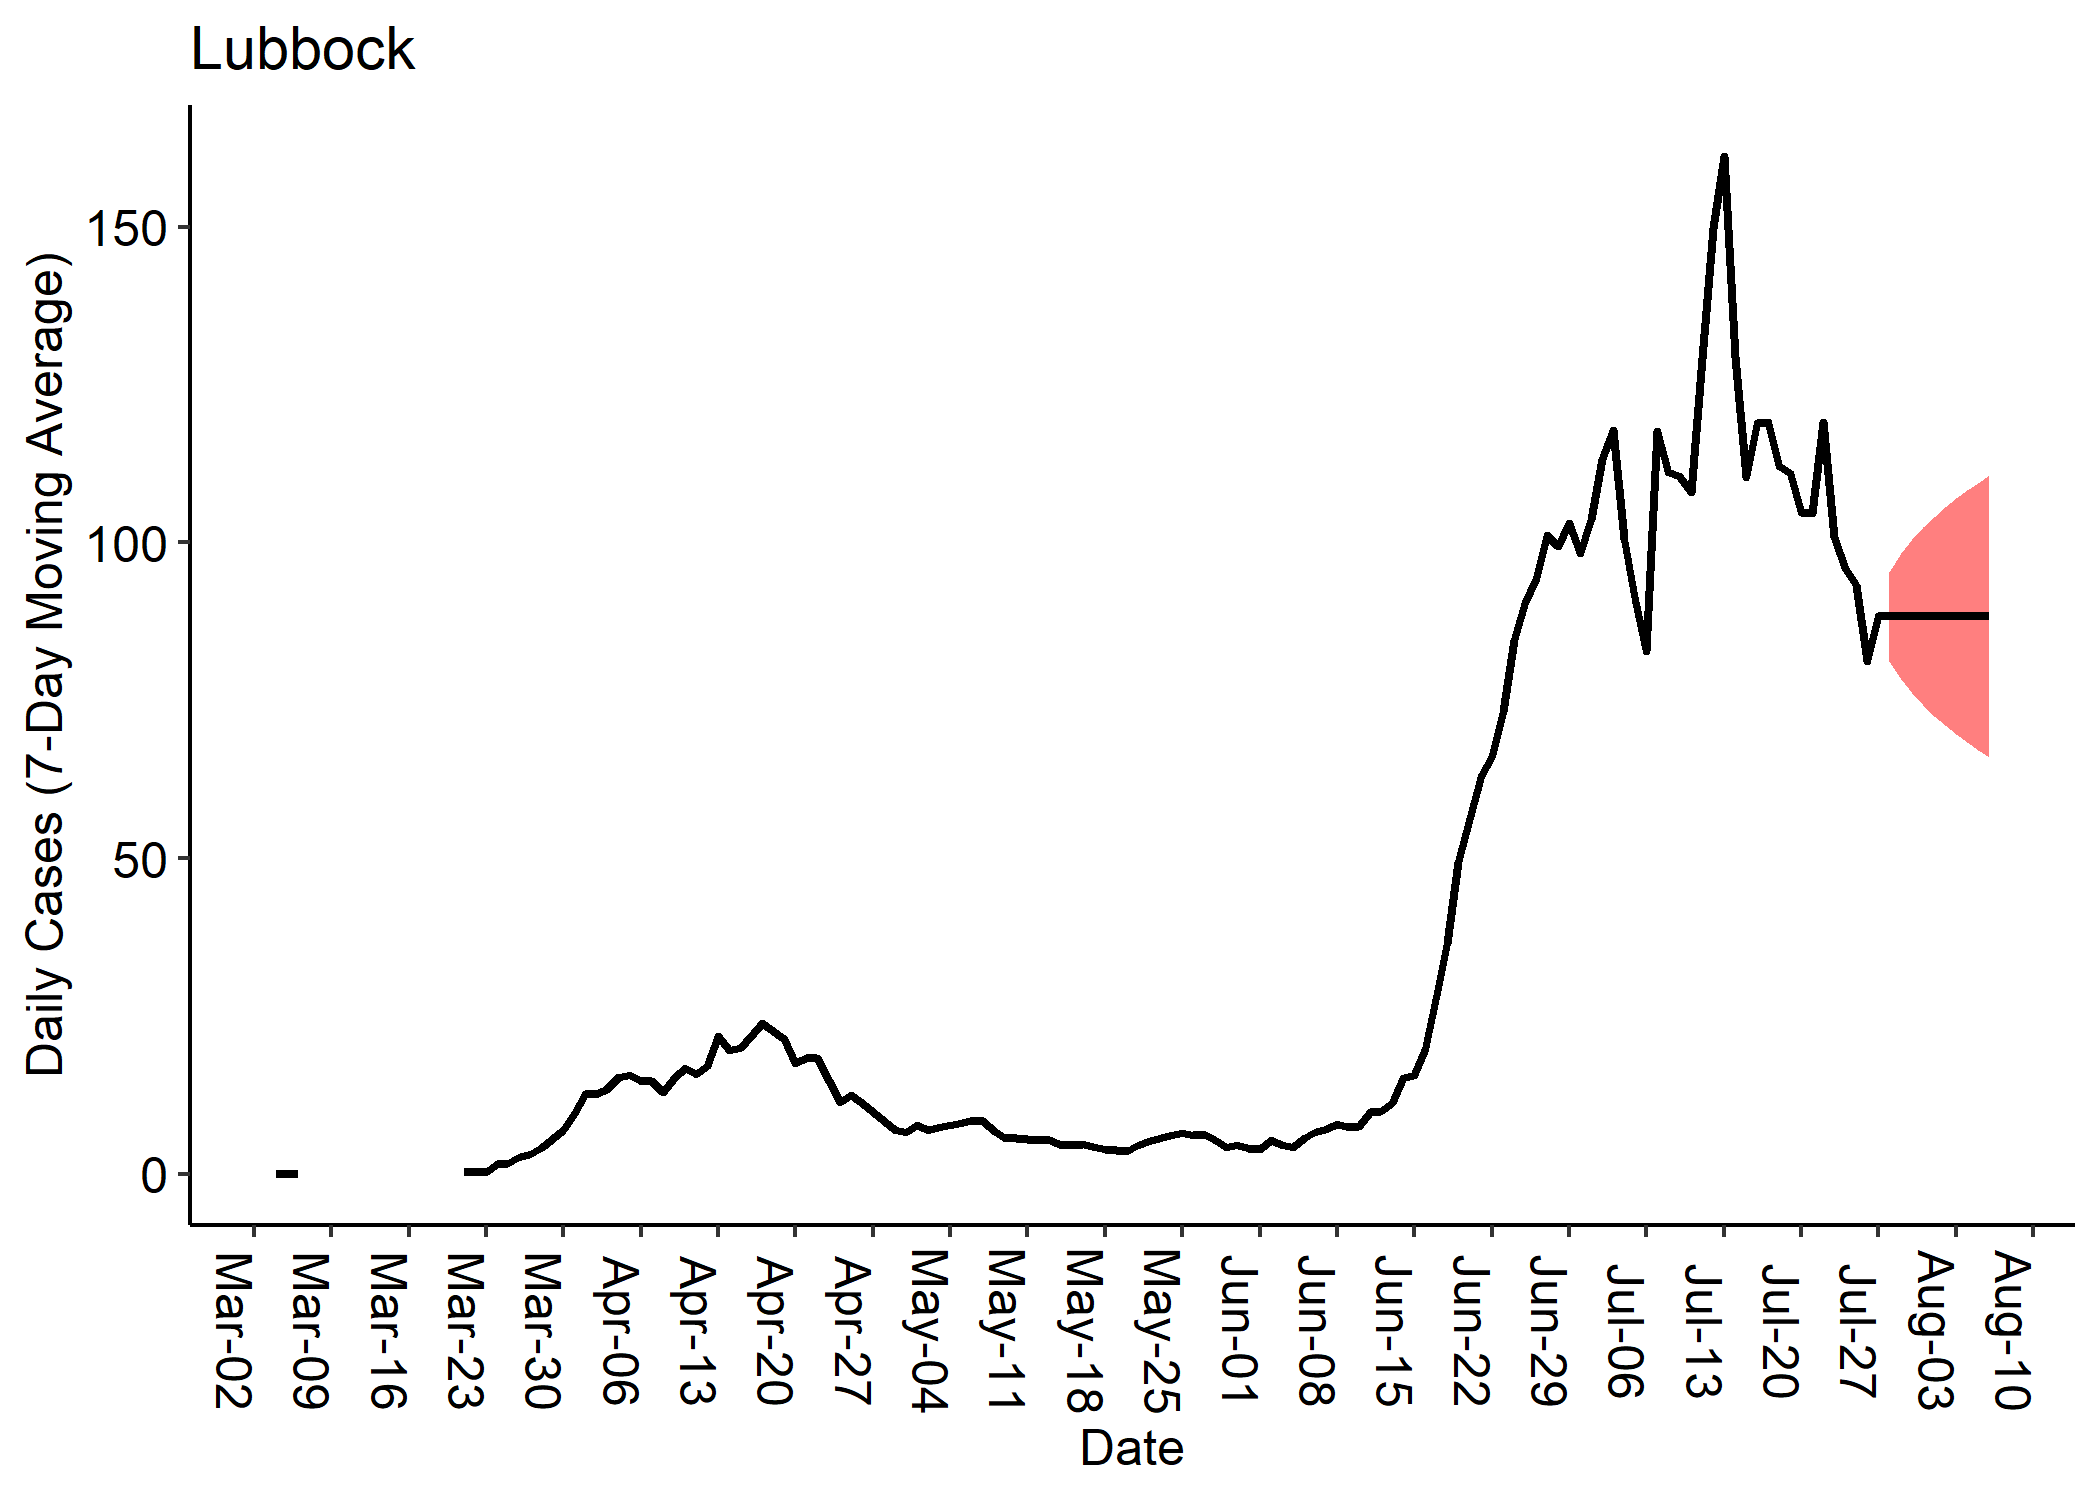 Lubbock
Daily Cases (7-Day Moving Average)
150
100
50
0
Mar-02
Mar-09
Mar-16
Mar-23
Mar-30
Apr-06
Apr-13
Apr-20
Apr-27
May-04
May-11
May-18
May-25
Jun-01
Jun-08
Jun-15
Jun-22
Jun-29
Jul-06
Jul-13
Jul-20
Jul-27
Aug-03
Aug-10
Date